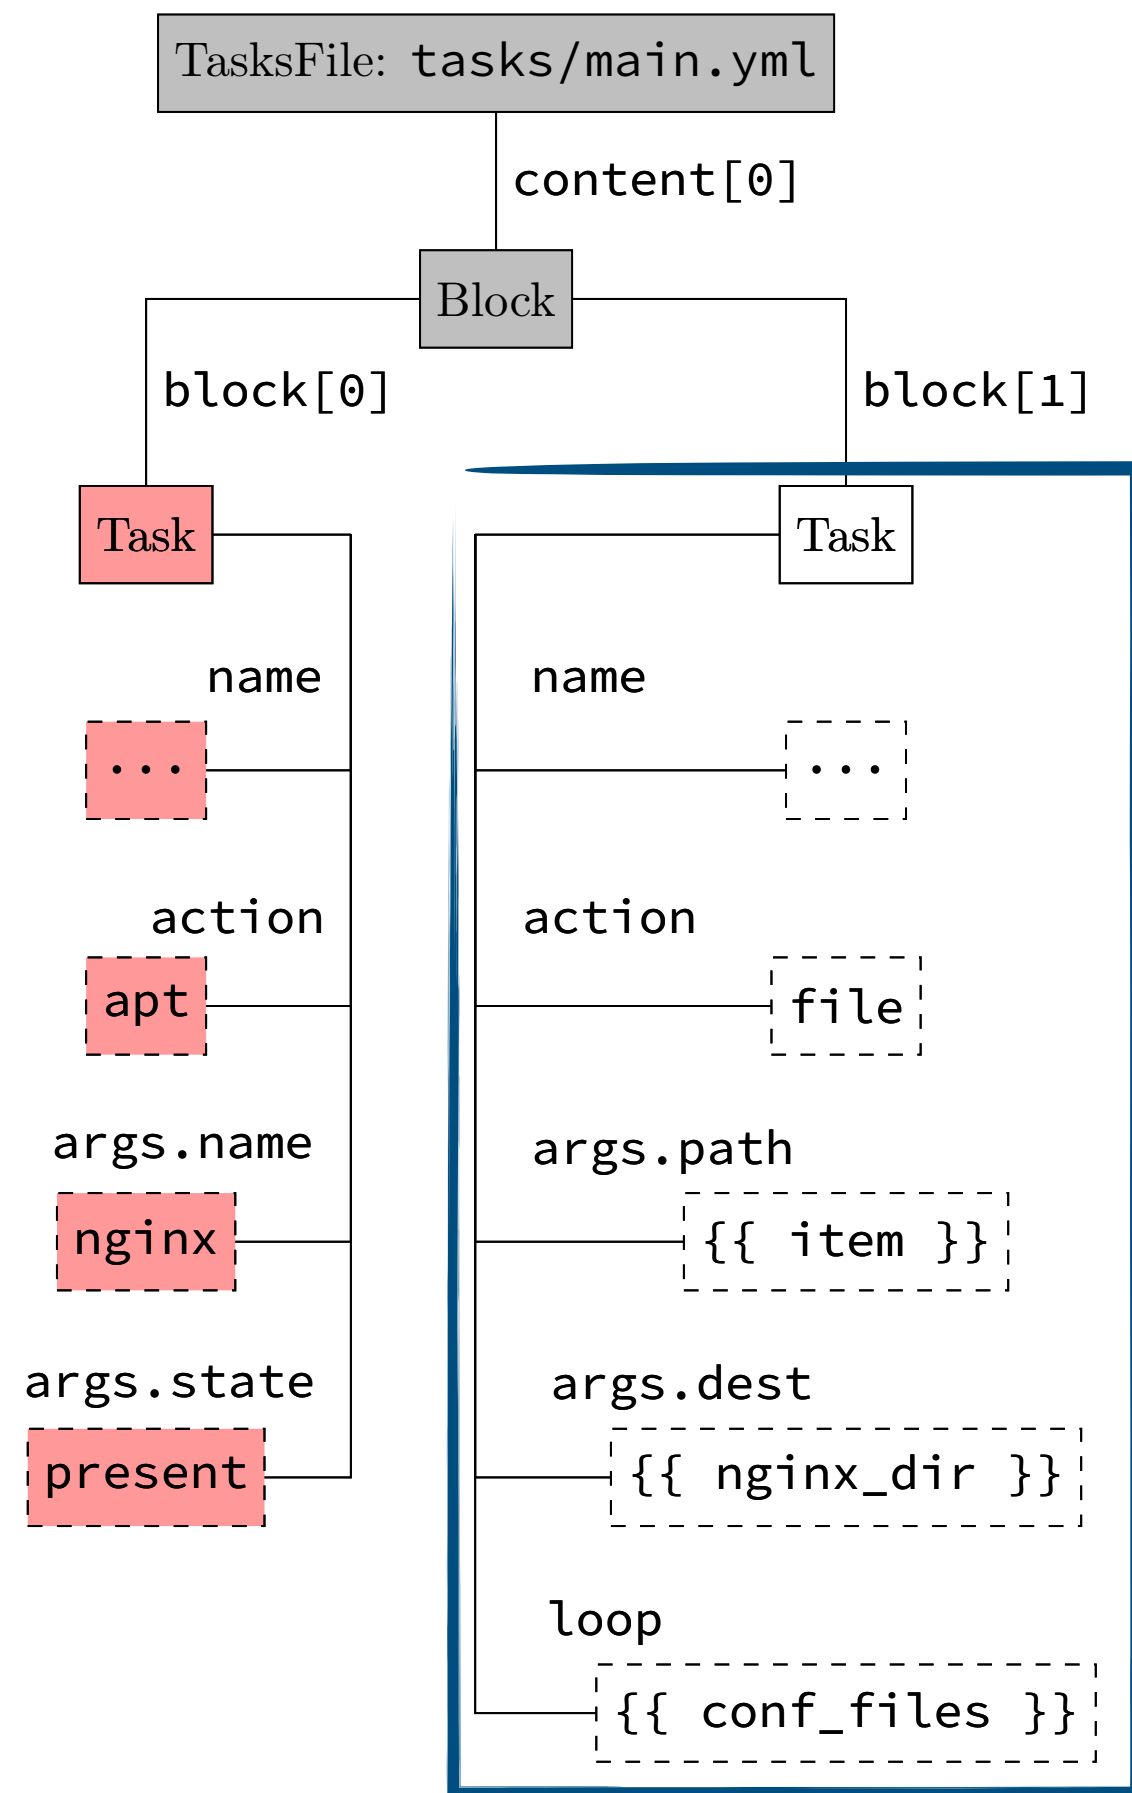 TasksFile: tasks/main.yml
content[0]
Block
block[0]
block[1]
Task
Task
name
name
...
...
action
action
apt
file
args.name
args.path
nginx
{{ item }}
args.state
args.dest
present
{{ nginx_dir }}
loop
{{ conf_files }}